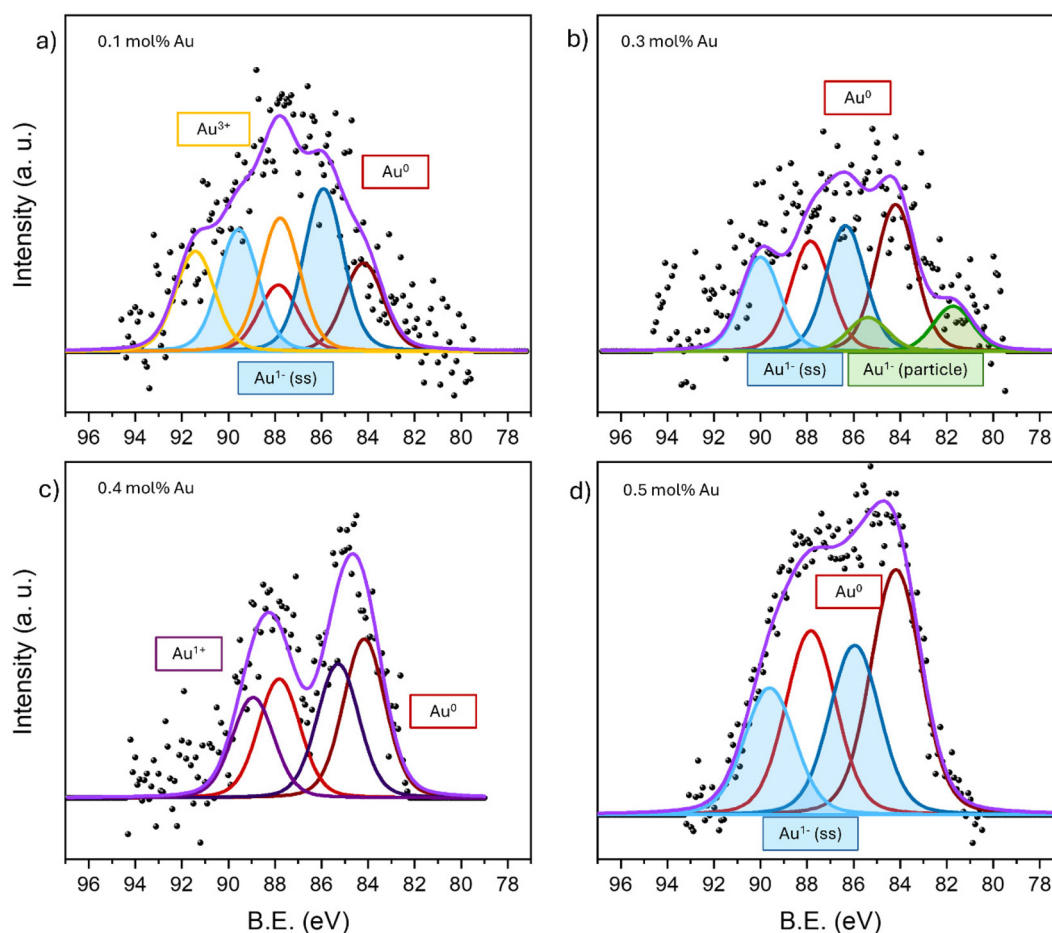 a)
0.1 mol% Au
Au³⁺
Au⁰
Au¹⁻ (ss)
Intensity (a. u.)
96 94 92 90 88 86 84 82 80 78
b)
0.3 mol% Au
Au⁰
Au¹⁻ (ss)
Au¹⁻ (particle)
96 94 92 90 88 86 84 82 80 78
c)
0.4 mol% Au
Au¹⁺
Au⁰
Intensity (a. u.)
96 94 92 90 88 86 84 82 80 78
B.E. (eV)
d)
0.5 mol% Au
Au⁰
Au¹⁻ (ss)
96 94 92 90 88 86 84 82 80 78
B.E. (eV)